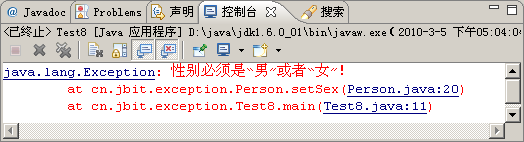 @ Javadoc Problems 声明 控制台 搜索
<已终止> Test8 [Java 应用程序] D:\java\jdk1.6.0_01\bin\javaw.exe (2010-3-5 下午05:04:0
java.lang.Exception: 性别必须是"男"或者"女"!
at cn.jbit.exception.Person.setSex(Person.java:20)
at cn.jbit.exception.Test8.main(Test8.java:11)